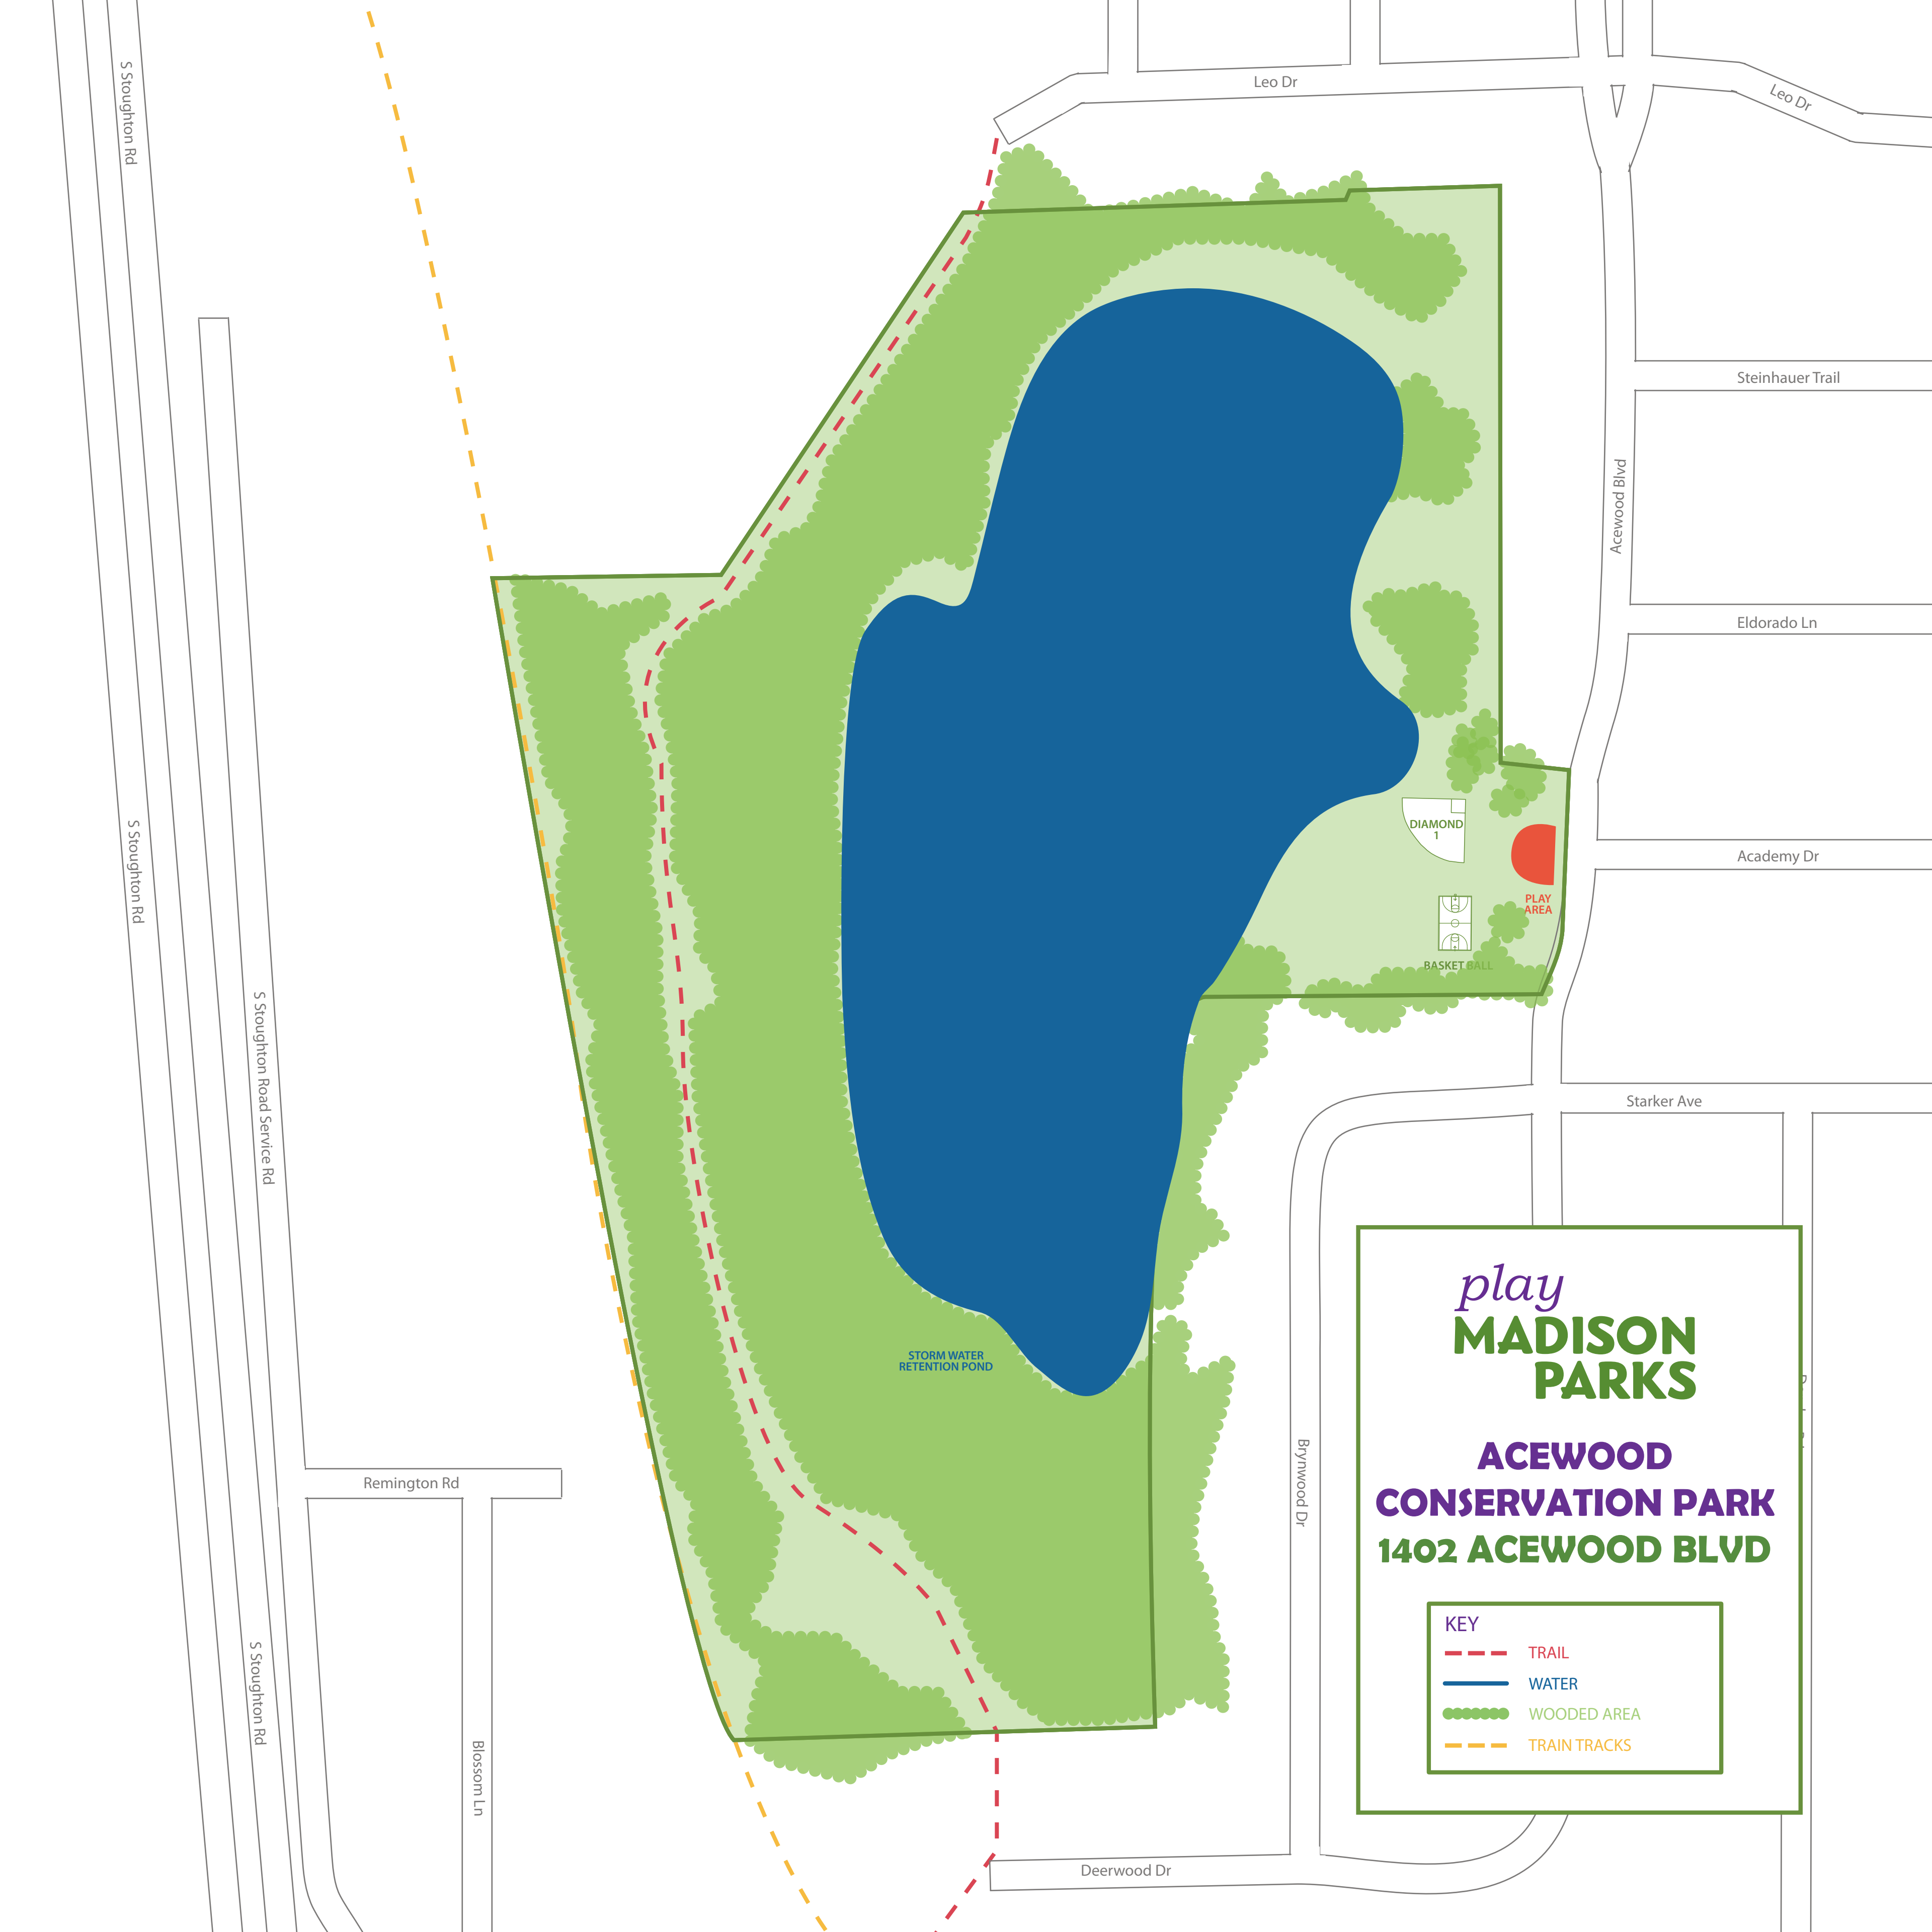 S Stoughton Rd
Leo Dr
Leo Dr
Steinhauer Trail
Acewood Blvd
Eldorado Ln
S Stoughton Rd
DIAMOND
1
Academy Dr
PLAY
AREA
BASKET BALL
S Stoughton Road Service Rd
Starker Ave
STORM WATER
RETENTION POND
Remington Rd
Brynwood Dr
S Stoughton Rd
Blossom Ln
Deerwood Dr
play
MADISON
PARKS
ACEWOOD
CONSERVATION PARK
1402 ACEWOOD BLVD
KEY
TRAIL
WATER
WOODED AREA
TRAIN TRACKS